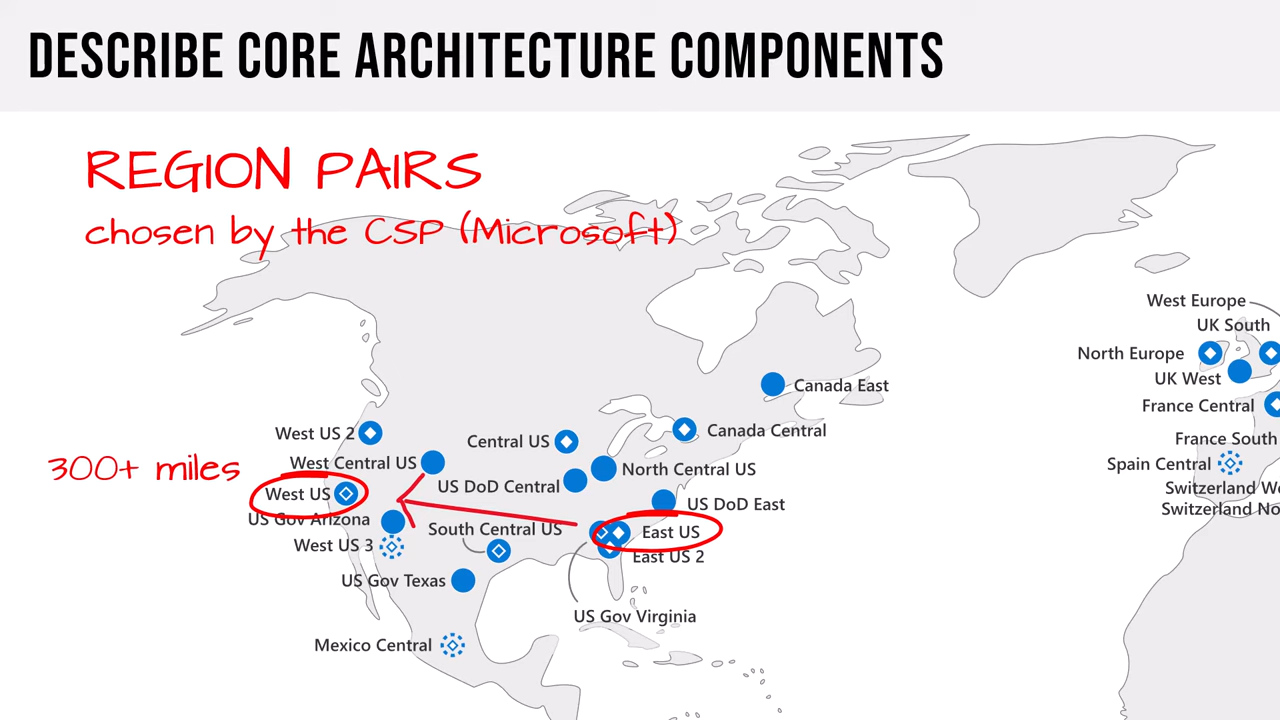 DESCRIBE CORE ARCHITECTURE COMPONENTS
REGION PAIRS
chosen by the CSP (Microsoft)
West Europe
UK South
North Europe
UK West
Canada East
France Central
West US 2
Central US
Canada Central
France South
300+ miles
West Central US
North Central US
Spain Central
US DoD Central
West US
Switzerland We
US DoD East
Switzerland No
US Gov Arizona
South Central US
East US
West US 3
East US 2
US Gov Texas
US Gov Virginia
Mexico Central